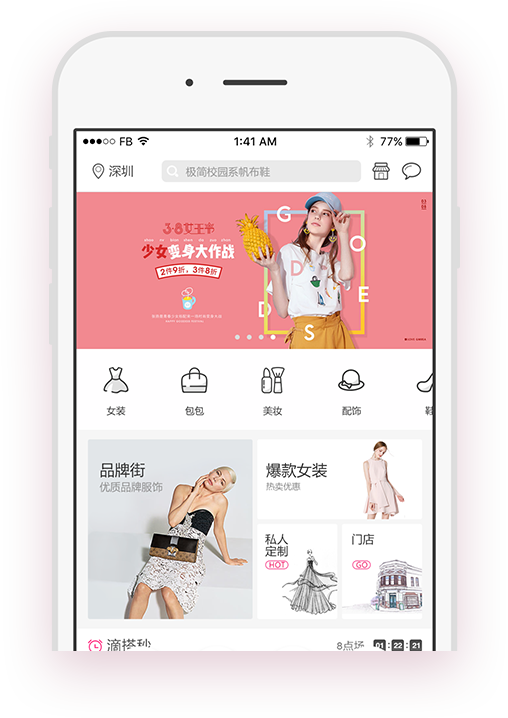 FB
1:41 AM
77%
深圳
极简校园系帆布鞋
3·8女王节
少女变身大作战
2件9折，3件8折
G
O
D
D
E
S
女装
包包
美妆
配饰
鞋
品牌街
优质品牌服饰
爆款女装
热卖优惠
私人
定制
HOT
门店
GO
滴搭秒
8点场
01:22:21